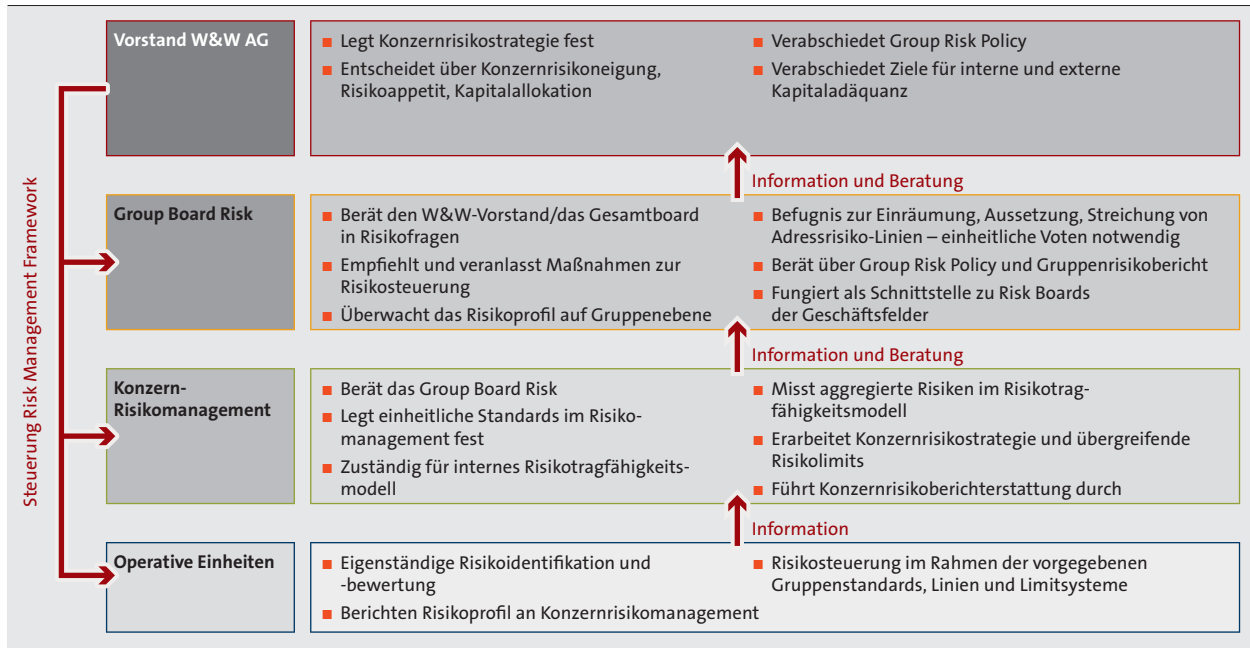 Steuerung Risk Management Framework
Vorstand W&W AG
■ Legt Konzernrisikostrategie fest
■ Entscheidet über Konzernrisikoneigung,
Risikoappetit, Kapitalallokation
■ Verabschiedet Group Risk Policy
■ Verabschiedet Ziele für interne und externe
Kapitaladäquanz
Information und Beratung
Group Board Risk
■ Berät den W&W-Vorstand/das Gesamtboard
in Risikofragen
■ Empfiehlt und veranlasst Maßnahmen zur
Risikosteuerung
■ Überwacht das Risikoprofil auf Gruppenebene
■ Befugnis zur Einräumung, Aussetzung, Streichung von
Adressrisiko-Linien – einheitliche Voten notwendig
■ Berät über Group Risk Policy und Gruppenrisikobericht
■ Fungiert als Schnittstelle zu Risk Boards
der Geschäftsfelder
Information und Beratung
Konzern-
Risikomanagement
■ Berät das Group Board Risk
■ Legt einheitliche Standards im Risiko-
management fest
■ Zuständig für internes Risikotragfähigkeits-
modell
■ Misst aggregierte Risiken im Risikotrag-
fähigkeitsmodell
■ Erarbeitet Konzernrisikostrategie und übergreifende
Risikolimits
■ Führt Konzernrisikoberichterstattung durch
Information
Operative Einheiten
■ Eigenständige Risikoidentifikation und
-bewertung
■ Berichten Risikoprofil an Konzernrisikomanagement
■ Risikosteuerung im Rahmen der vorgegebenen
Gruppenstandards, Linien und Limitsysteme